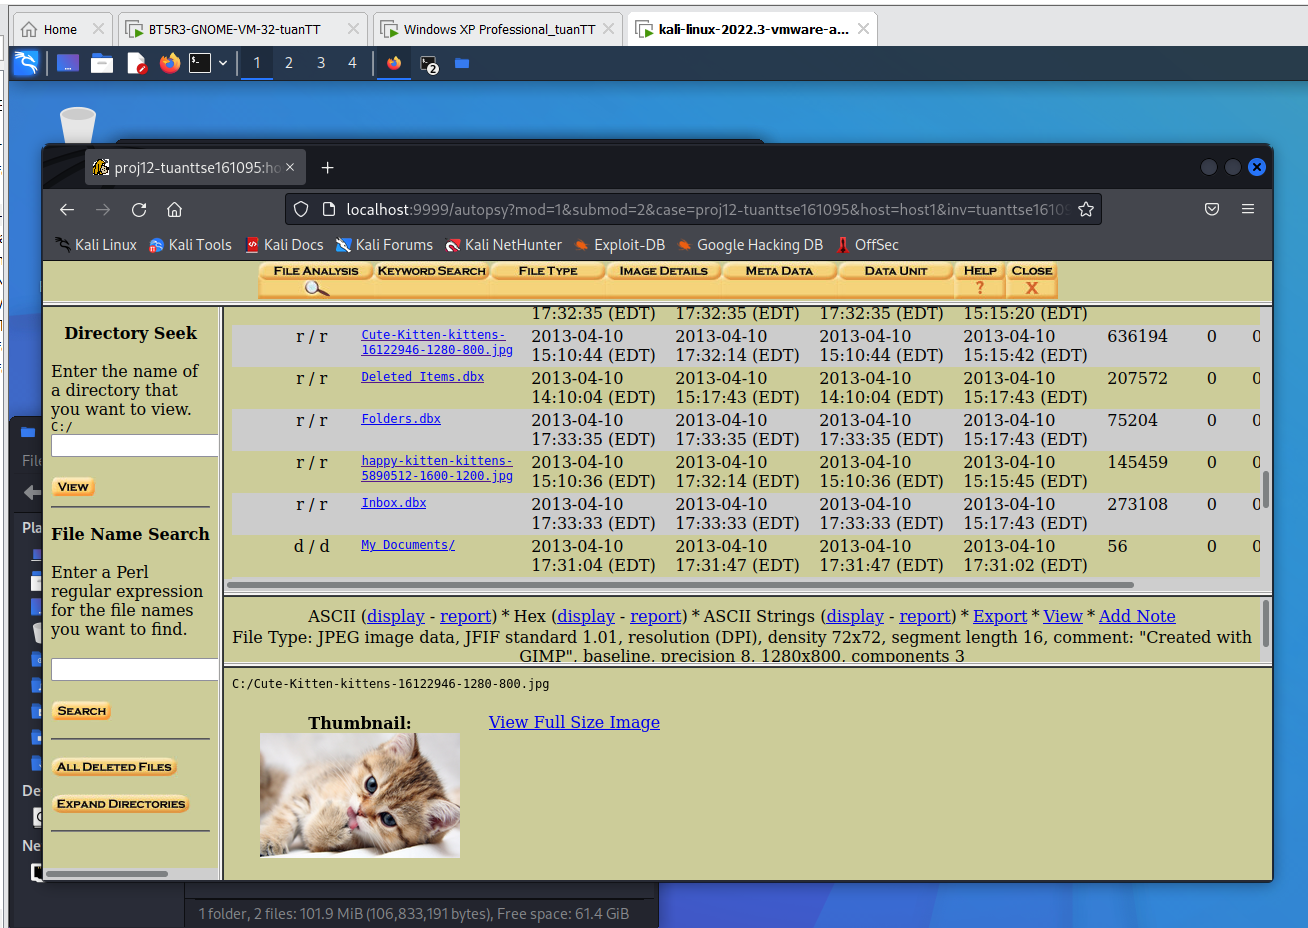 Home
BT5R3-GNOME-VM-32-tuanTT
Windows XP Professional_tuanTT
kali-linux-2022.3-vmware-a...
1 2 3 4
2
proj12-tuanttse161095:ho
localhost:9999/autopsy?mod=1&submod=2&case=proj12-tuanttse161095&host=host1&inv=tuanttse16109
Kali Linux Kali Tools Kali Docs Kali Forums Kali NetHunter Exploit-DB Google Hacking DB OffSec
FILE ANALYSIS KEYWORD SEARCH FILE TYPE IMAGE DETAILS META DATA DATA UNIT HELP CLOSE
? X
Directory Seek
Enter the name of
a directory that
you want to view.
C:/
VIEW
File Name Search
Enter a Perl
regular expression
for the file names
you want to find.
SEARCH
ALL DELETED FILES
EXPAND DIRECTORIES
17:32:35 (EDT) 17:32:35 (EDT) 17:32:35 (EDT) 15:15:20 (EDT)
r / r Cute-Kitten-kittens- 2013-04-10 2013-04-10 2013-04-10 2013-04-10 636194 0 0
16122946-1280-800.jpg 15:10:44 (EDT) 17:32:14 (EDT) 15:10:44 (EDT) 15:15:42 (EDT)
r / r Deleted Items.dbx 2013-04-10 2013-04-10 2013-04-10 2013-04-10 207572 0 0
14:10:04 (EDT) 15:17:43 (EDT) 14:10:04 (EDT) 15:17:43 (EDT)
r / r Folders.dbx 2013-04-10 2013-04-10 2013-04-10 2013-04-10 75204 0 0
17:33:35 (EDT) 17:33:35 (EDT) 17:33:35 (EDT) 15:17:43 (EDT)
r / r happy-kitten-kittens- 2013-04-10 2013-04-10 2013-04-10 2013-04-10 145459 0 0
5890512-1600-1200.jpg 15:10:36 (EDT) 17:32:14 (EDT) 15:10:36 (EDT) 15:15:45 (EDT)
r / r Inbox.dbx 2013-04-10 2013-04-10 2013-04-10 2013-04-10 273108 0 0
17:33:33 (EDT) 17:33:33 (EDT) 17:33:33 (EDT) 15:17:43 (EDT)
d / d My Documents/ 2013-04-10 2013-04-10 2013-04-10 2013-04-10 56 0 0
17:31:04 (EDT) 17:31:47 (EDT) 17:31:47 (EDT) 17:31:02 (EDT)
ASCII (display - report) * Hex (display - report) * ASCII Strings (display - report) * Export * View * Add Note
File Type: JPEG image data, JFIF standard 1.01, resolution (DPI), density 72x72, segment length 16, comment: "Created with
GIMP", baseline, precision 8, 1280x800, components 3
C:/Cute-Kitten-kittens-16122946-1280-800.jpg
Thumbnail: View Full Size Image
File
Pla
De
Ne
1 folder, 2 files: 101.9 MiB (106,833,191 bytes), Free space: 61.4 GiB